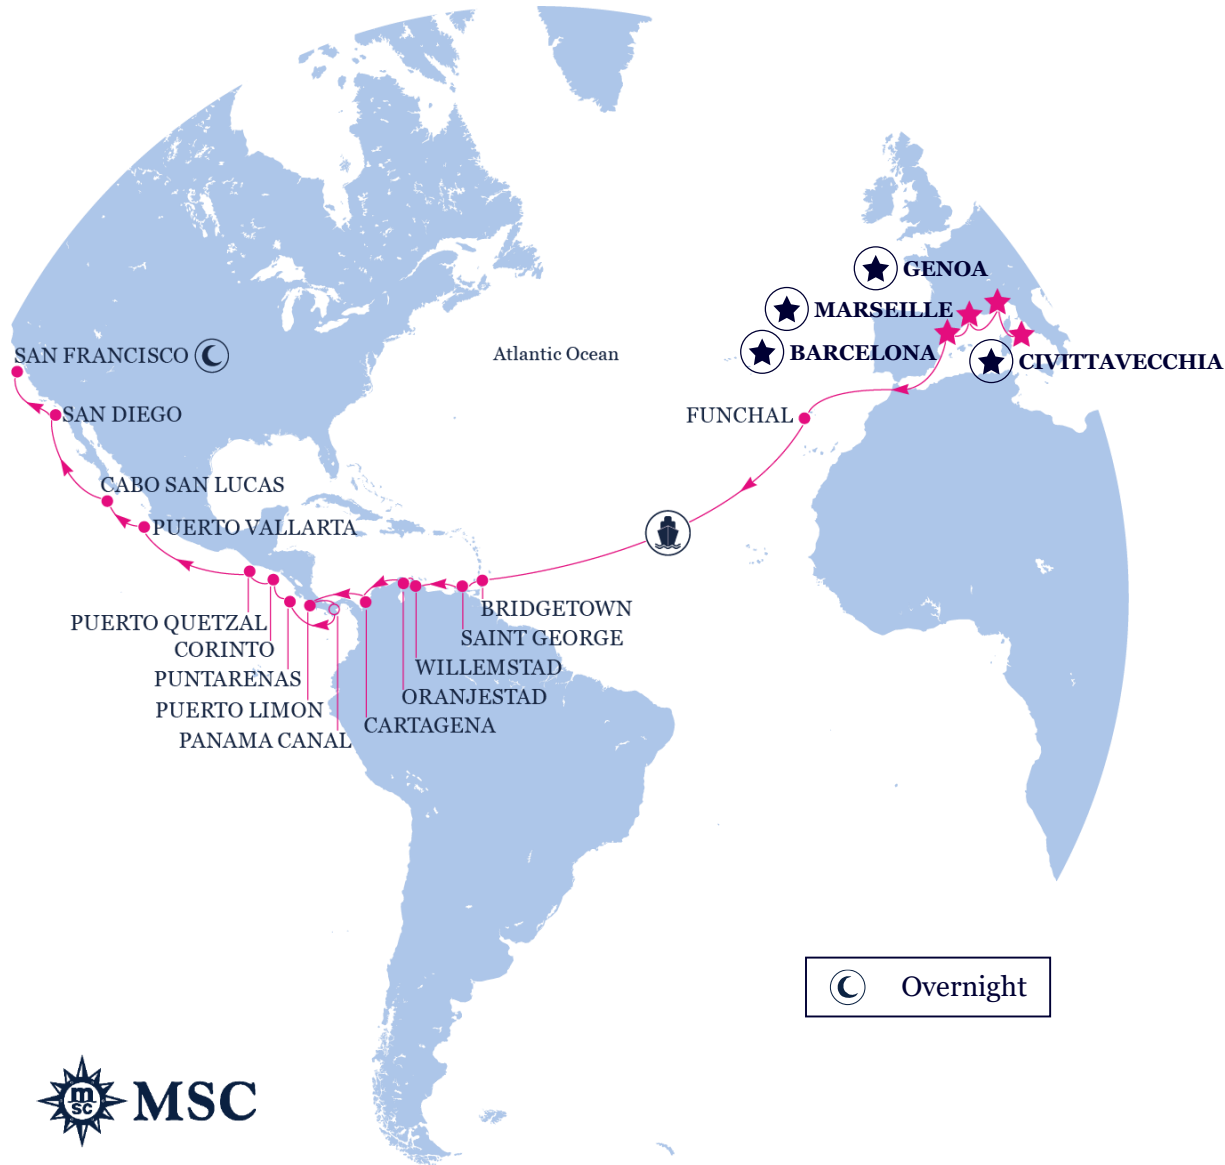 GENOA
MARSEILLE
BARCELONA
CIVITTAVECCHIA
SAN FRANCISCO
Atlantic Ocean
SAN DIEGO
FUNCHAL
CABO SAN LUCAS
PUERTO VALLARTA
BRIDGETOWN
PUERTO QUETZAL
SAINT GEORGE
CORINTO
WILLEMSTAD
PUNTARENAS
ORANJESTAD
PUERTO LIMON
CARTAGENA
PANAMA CANAL
Overnight
m
sc
MSC